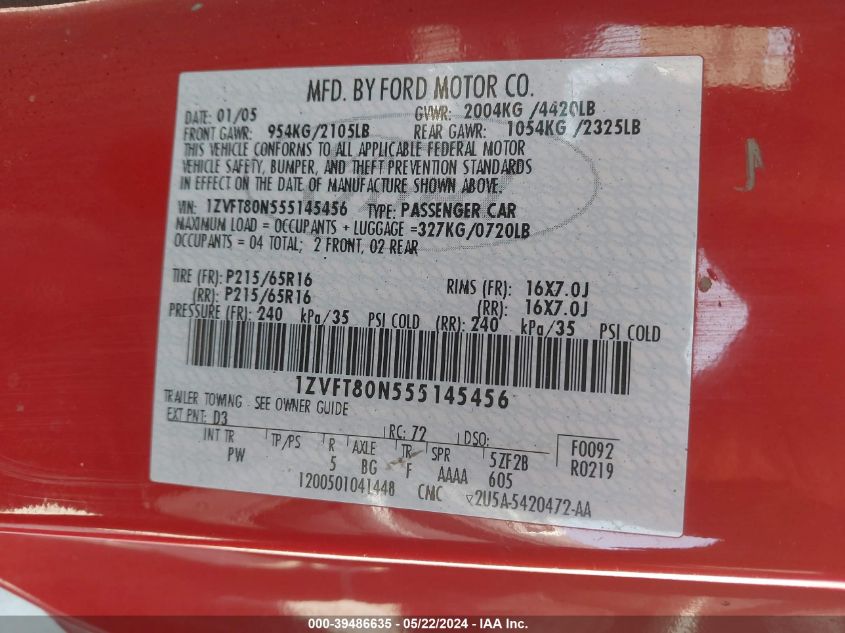 MFD. BY FORD MOTOR CO.
DATE: 01/05 GVWR: 2004KG /4420LB
FRONT GAWR: 954KG/2105LB REAR GAWR: 1054KG /2325LB
THIS VEHICLE CONFORMS TO ALL APPLICABLE FEDERAL MOTOR
VEHICLE SAFETY, BUMPER, AND THEFT PREVENTION STANDARDS
IN EFFECT ON THE DATE OF MANUFACTURE SHOWN ABOVE.
VIN: 1ZVFT80N555145456 TYPE: PASSENGER CAR
MAXIMUM LOAD = OCCUPANTS + LUGGAGE =327KG/0720LB
OCCUPANTS = 04 TOTAL; 2 FRONT, 02 REAR
TIRE (FR): P215/65R16 RIMS (FR): 16X7.0J
(RR): P215/65R16 (RR): 16X7.0J
PRESSURE (FR): 240 kPa/35 PSI COLD (RR): 240 kPa/35 PSI COLD
1ZVFT80N555145456
TRAILER TOWING - SEE OWNER GUIDE
EXT PNT: D3 RC: 72 DSO: F0092
INT TR TP/PS R AXLE TR SPR 5ZF2B R0219
PW 5 BG F AAAA 605
1200501041448 CMC 2U5A-5420472-AA
000-39486635 - 05/22/2024 - IAA Inc.